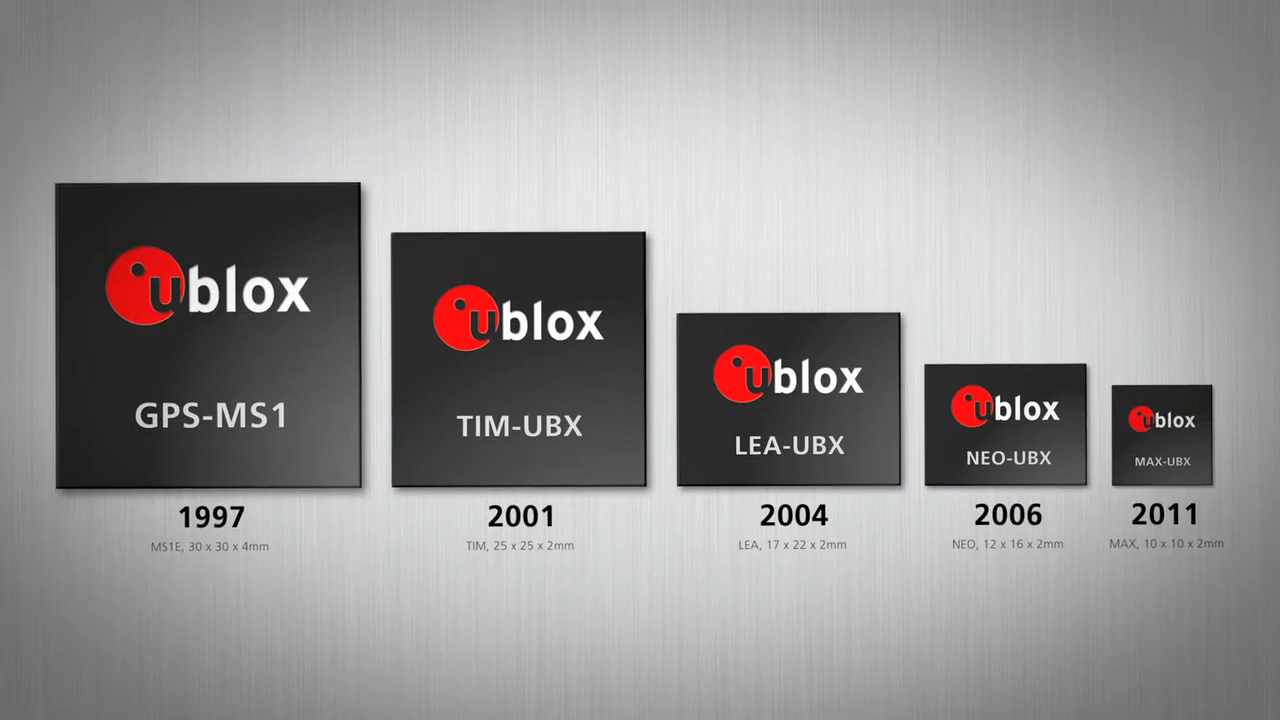 ublox
GPS-MS1
1997
MS1E, 30 x 30 x 4mm
ublox
TIM-UBX
2001
TIM, 25 x 25 x 2mm
ublox
LEA-UBX
2004
LEA, 17 x 22 x 2mm
ublox
NEO-UBX
2006
NEO, 12 x 16 x 2mm
ublox
MAX-UBX
2011
MAX, 10 x 10 x 2mm